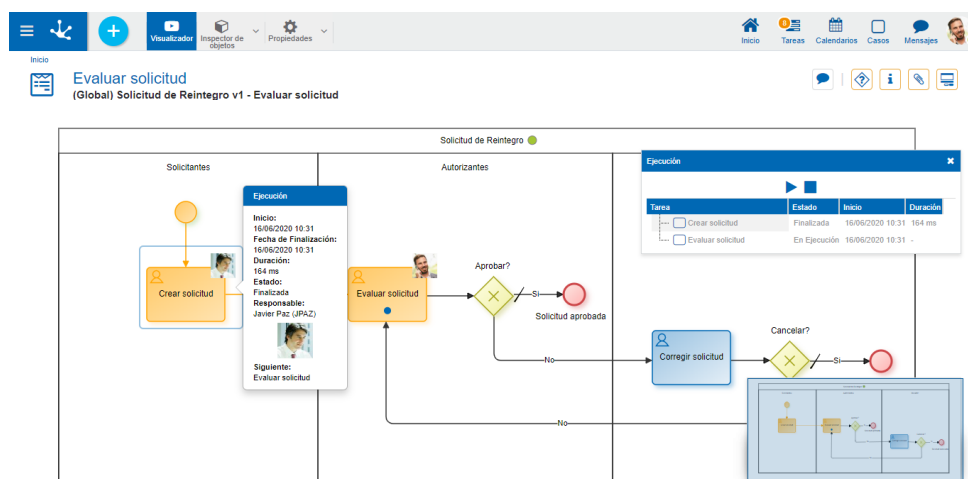 Visualizador
Inspector de
objetos
Propiedades
Inicio
8
Tareas
Calendarios
Casos
Mensajes
Inicio
Evaluar solicitud
(Global) Solicitud de Reintegro v1 - Evaluar solicitud
Solicitud de Reintegro
Solicitantes
Autorizantes
Crear solicitud
Ejecución
Inicio:
16/06/2020 10:31
Fecha de Finalización:
16/06/2020 10:31
Duración:
164 ms
Estado:
Finalizada
Responsable:
Javier Paz (JPAZ)
Siguiente:
Evaluar solicitud
Evaluar solicitud
Aprobar?
Si
Solicitud aprobada
No
Corregir solicitud
Cancelar?
Si
No
Ejecución
Tarea Estado Inicio Duración
Crear solicitud Finalizada 16/06/2020 10:31 164 ms
Evaluar solicitud En Ejecución 16/06/2020 10:31 -